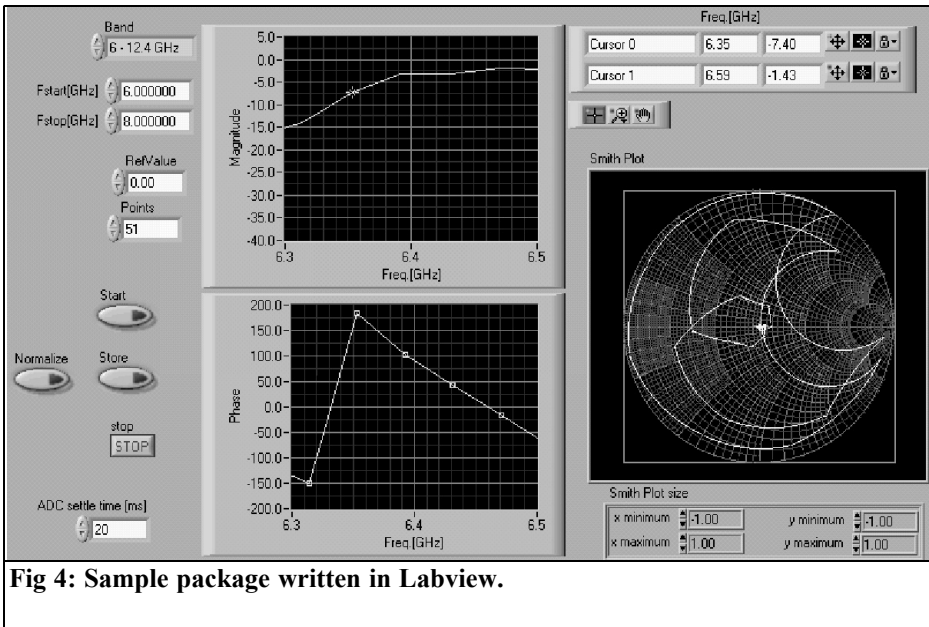 Band
6 - 12.4 GHz
Fstart[GHz]
6.000000
Fstop[GHz]
8.000000
RefValue
0.00
Points
51
Start
Normalize
Store
stop
STOP
ADC settle time [ms]
20
Magnitude
5.0
0.0
-5.0
-10.0
-15.0
-20.0
-25.0
-30.0
-35.0
-40.0
6.3 6.4 6.5
Freq.[GHz]
Phase
200.0
150.0
100.0
50.0
0.0
-50.0
-100.0
-150.0
-200.0
6.3 6.4 6.5
Freq.[GHz]
Freq.[GHz]
Cursor 0 6.35 -7.40
Cursor 1 6.59 -1.43
Smith Plot
Smith Plot size
x minimum -1.00 y minimum -1.00
x maximum 1.00 y maximum 1.00
Fig 4: Sample package written in Labview.